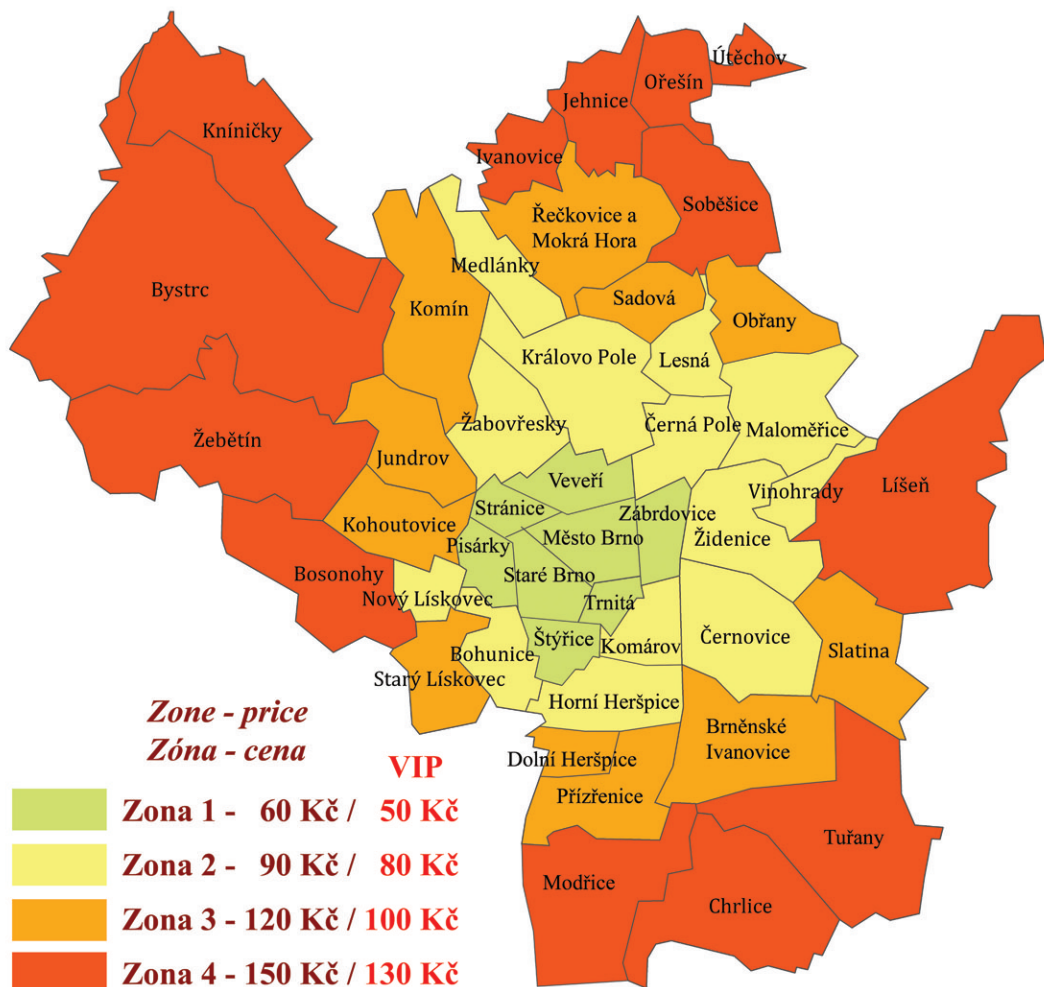 Útěchov
Ořešín
Jehnice
Kníničky
Ivanovice
Soběšice
Řečkovice a
Mokrá Hora
Medlánky
Bystrc
Sadová
Komín
Obřany
Královo Pole
Lesná
Žabovřesky
Černá Pole
Maloměřice
Žebětín
Jundrov
Veveří
Vinohrady
Líšeň
Stránice
Zábrdovice
Kohoutovice
Město Brno
Židenice
Pisárky
Bosonohy
Staré Brno
Nový Lískovec
Trnitá
Štýřice
Komárov
Černovice
Bohunice
Slatina
Starý Lískovec
Horní Heršpice
Brněnské
Ivanovice
Dolní Heršpice
Přízřenice
Tuřany
Modřice
Chrlice
Zone - price
Zóna - cena
VIP
Zona 1 - 60 Kč / 50 Kč
Zona 2 - 90 Kč / 80 Kč
Zona 3 - 120 Kč / 100 Kč
Zona 4 - 150 Kč / 130 Kč